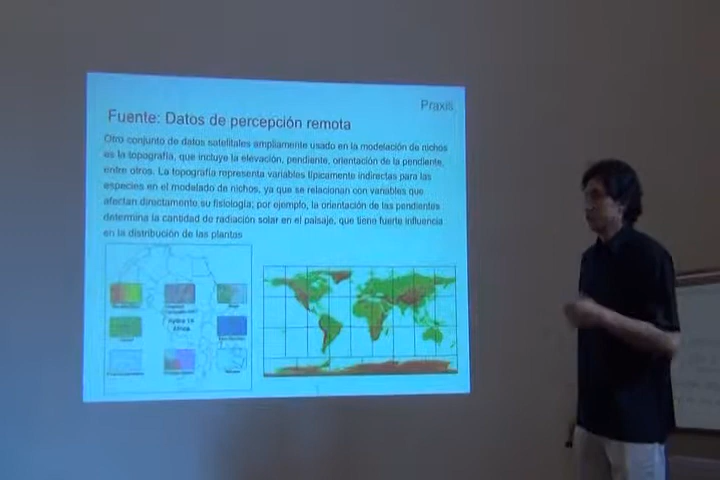 Praxis
Fuente: Datos de percepción remota
Otro conjunto de datos satelitales ampliamente usado en la modelación de nichos
es la topografía, que incluye la elevación, pendiente, orientación de la pendiente,
entre otros. La topografía representa variables típicamente indirectas para las
especies en el modelado de nichos, ya que se relacionan con variables que
afectan directamente su fisiología; por ejemplo, la orientación de las pendientes
determina la cantidad de radiación solar en el paisaje, que tiene fuerte influencia
en la distribución de las plantas